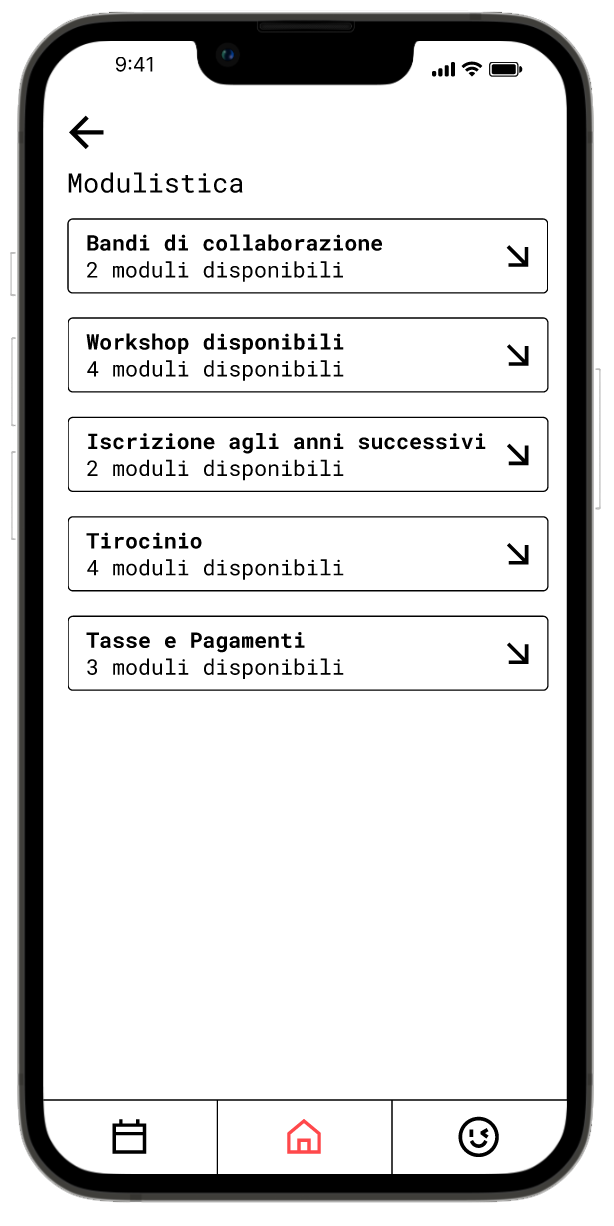 9:41
Modulistica
Bandi di collaborazione
2 moduli disponibili
Workshop disponibili
4 moduli disponibili
Iscrizione agli anni successivi
2 moduli disponibili
Tirocinio
4 moduli disponibili
Tasse e Pagamenti
3 moduli disponibili